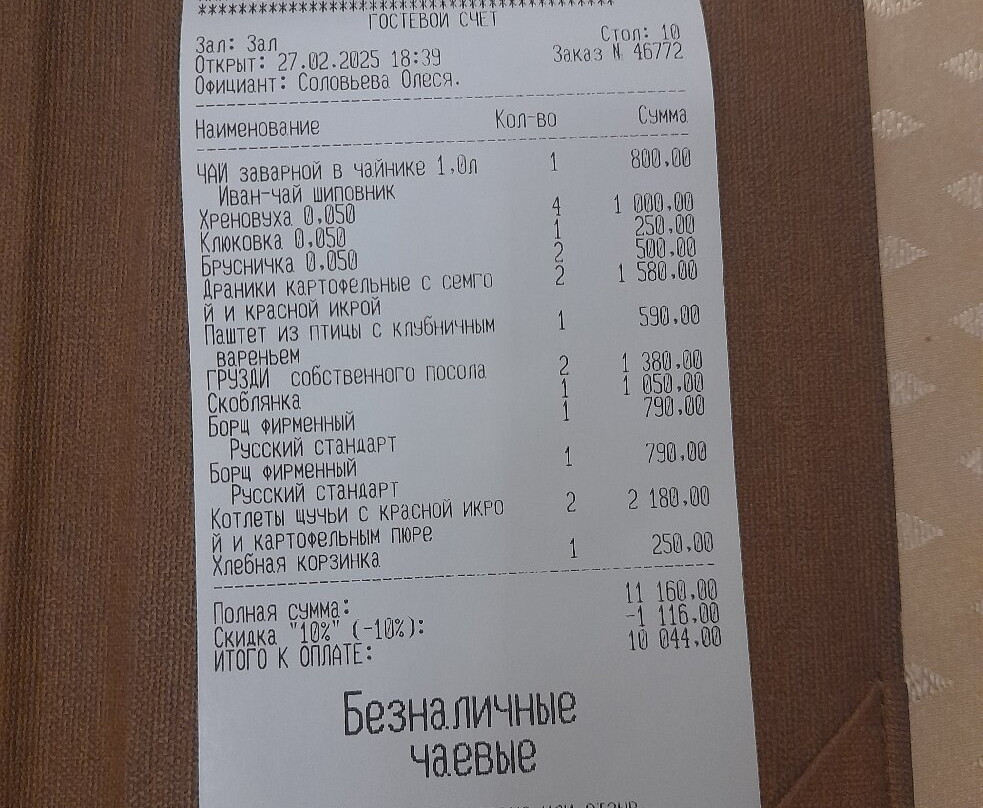 ****************************************
ГОСТЕВОЙ СЧЕТ
Зал: Зал Стол: 10
Открыт: 27.02.2025 18:39 Заказ № 46772
Официант: Соловьева Олеся.
Наименование Кол-во Сумма
ЧАЙ заварной в чайнике 1,0л 1 800.00
Иван-чай шиповник
Хреновуха 0,050 4 1 000.00
Клюковка 0,050 1 250.00
Брусничка 0,050 2 500.00
Драники картофельные с семго 2 1 580.00
й и красной икрой
Паштет из птицы с клубничным 1 590.00
вареньем
ГРУЗДИ собственного посола 2 1 380.00
Скоблянка 1 1 050.00
Борщ фирменный 1 790.00
Русский стандарт
Борщ фирменный 1 790.00
Русский стандарт
Котлеты щучьи с красной икро 2 2 180.00
й и картофельным пюре
Хлебная корзинка 1 250.00
Полная сумма: 11 160.00
Скидка "10%" (-10%): -1 116.00
ИТОГО К ОПЛАТЕ: 10 044.00
Безналичные
чаевые